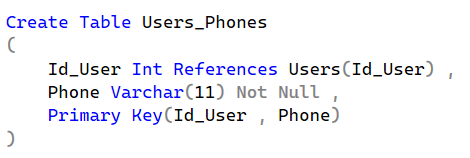 Create Table Users_Phones
(
Id_User Int References Users(Id_User) ,
Phone Varchar(11) Not Null ,
Primary Key(Id_User , Phone)
)